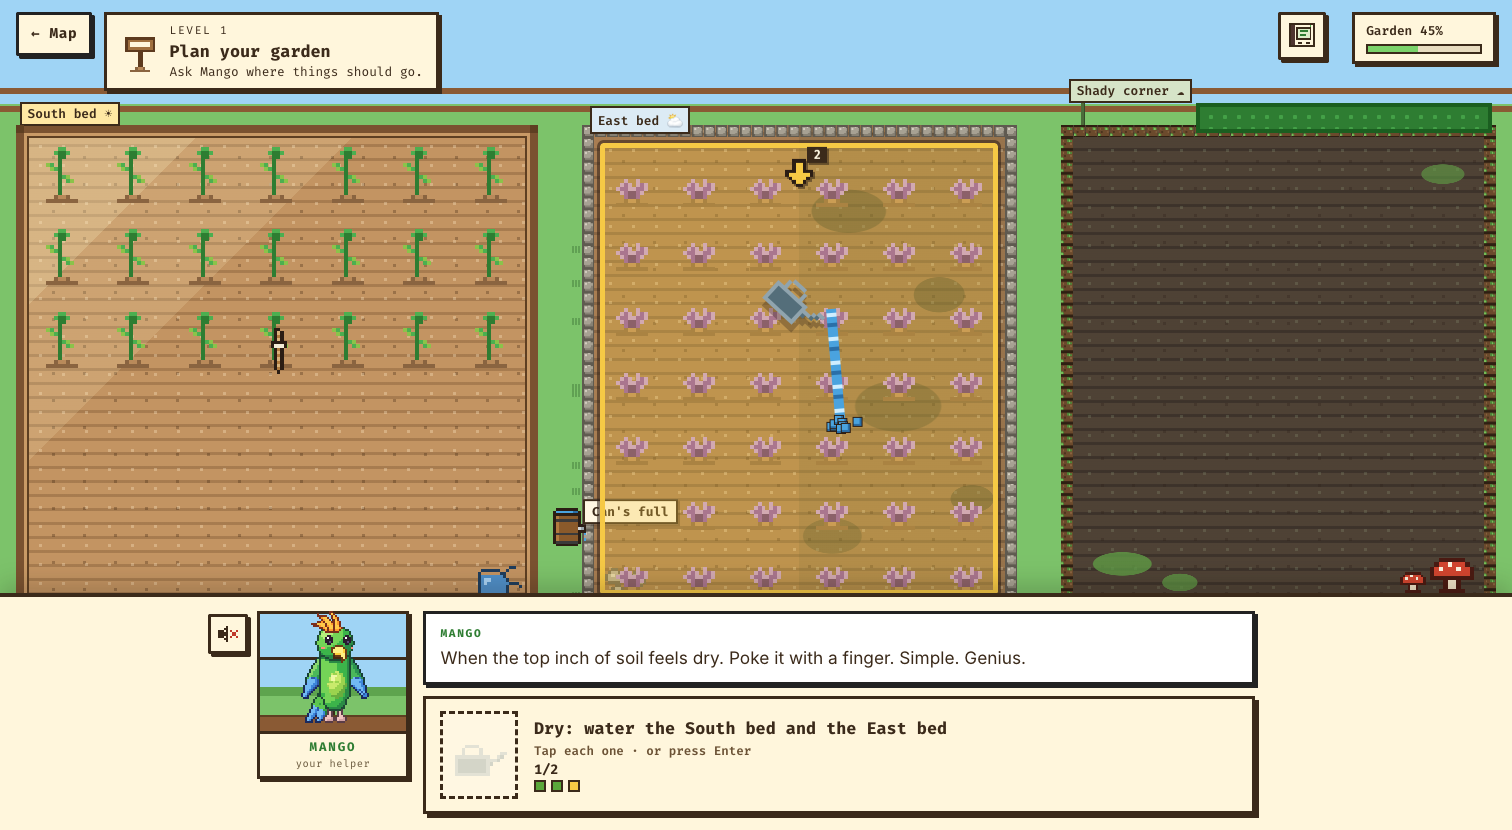 ← Map
LEVEL 1
Plan your garden
Ask Mango where things should go.
Garden 45%
South bed ☀
East bed ⛅
Shady corner ☁
2
Can's full
MANGO
your helper
MANGO
When the top inch of soil feels dry. Poke it with a finger. Simple. Genius.
Dry: water the South bed and the East bed
Tap each one · or press Enter
1/2